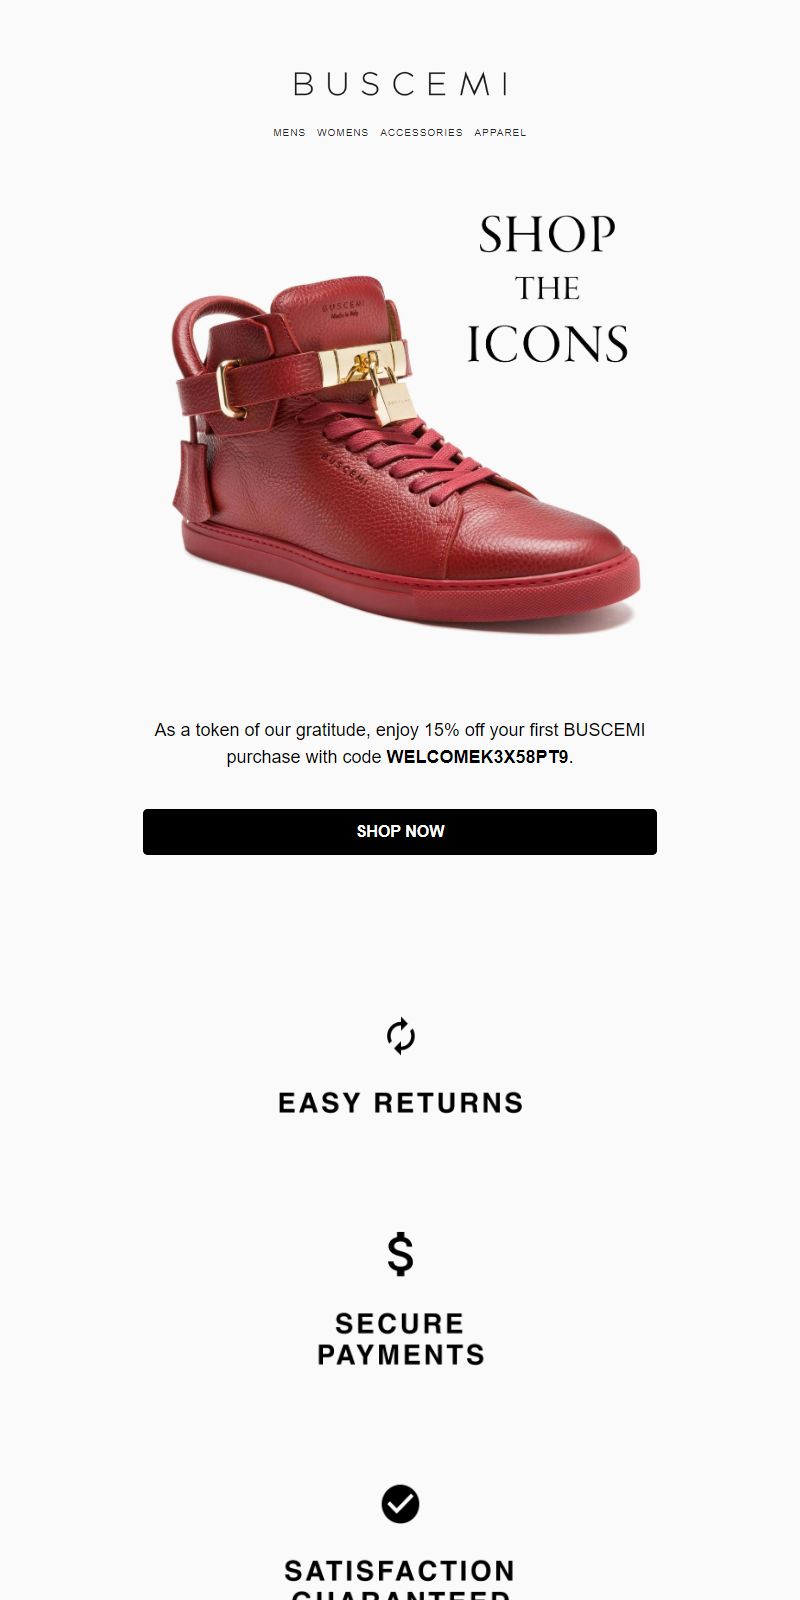 BUSCEMI
MENS WOMENS ACCESSORIES APPAREL
SHOP
THE
ICONS
BUSCEMI
Made in Italy
BUSCEMI
As a token of our gratitude, enjoy 15% off your first BUSCEMI
purchase with code WELCOMEK3X58PT9.
SHOP NOW
EASY RETURNS
$
SECURE
PAYMENTS
SATISFACTION
GUARANTEED